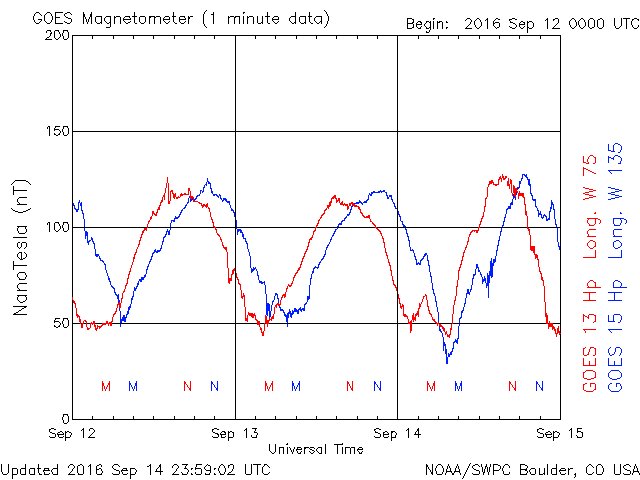 GOES Magnetometer (1 minute data)
Begin: 2016 Sep 12 0000 UTC
200
150
100
50
0
NanoTesla (nT)
M M N N M M N N M M N N
Sep 12 Sep 13 Sep 14 Sep 15
Universal Time
GOES 13 Hp Long. W 75
GOES 15 Hp Long. W 135
Updated 2016 Sep 14 23:59:02 UTC
NOAA/SWPC Boulder, CO USA